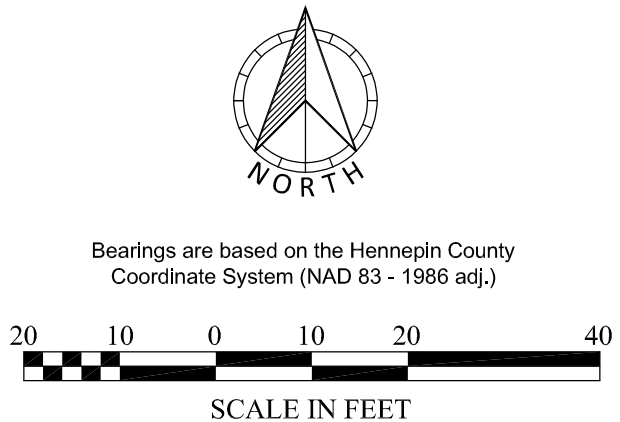 NORTH
Bearings are based on the Hennepin County
Coordinate System (NAD 83 - 1986 adj.)
20 10 0 10 20 40
SCALE IN FEET